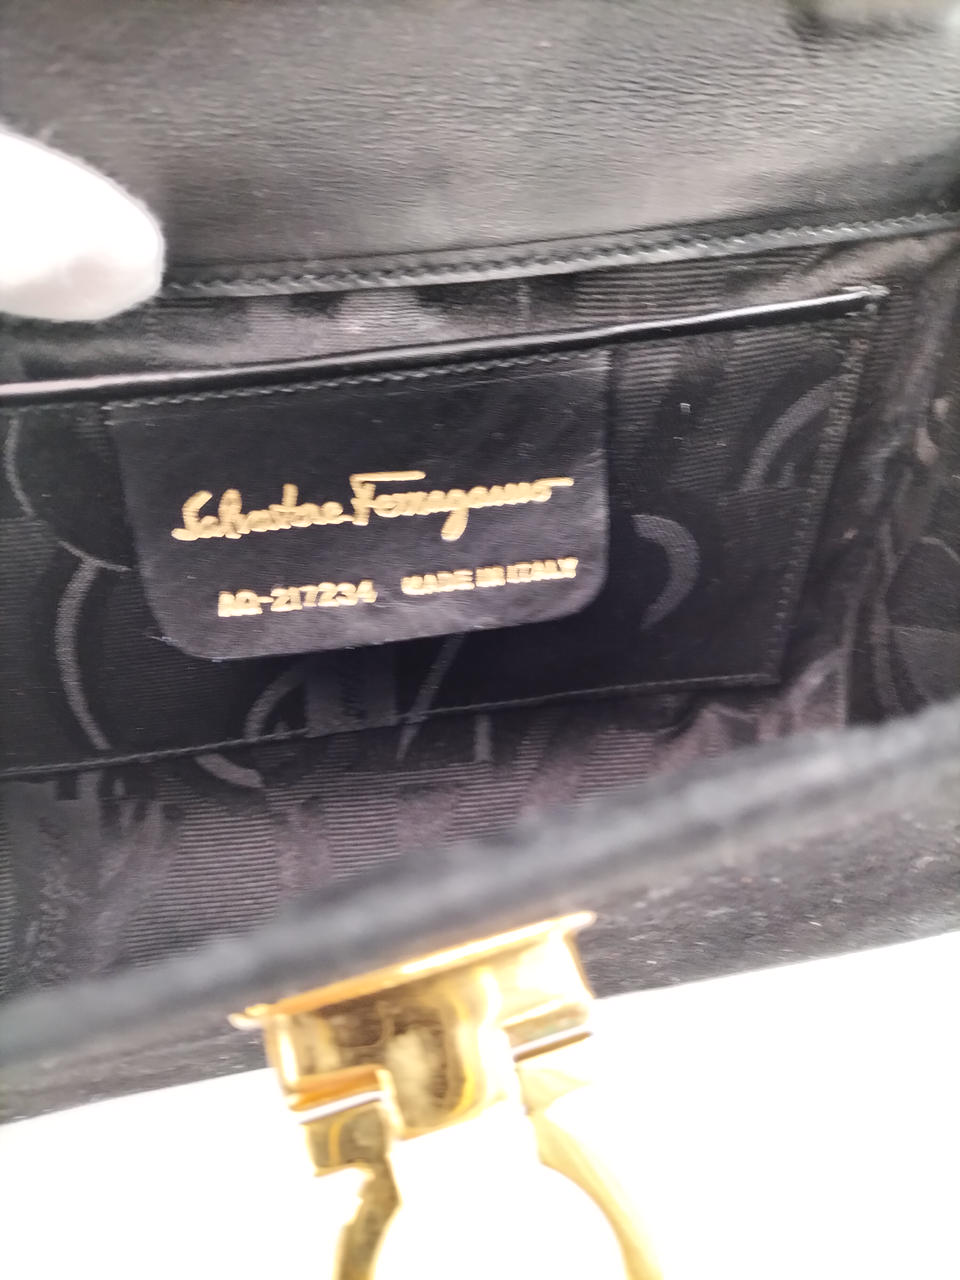 Salvatore Ferragamo
AQ-217234 MADE IN ITALY